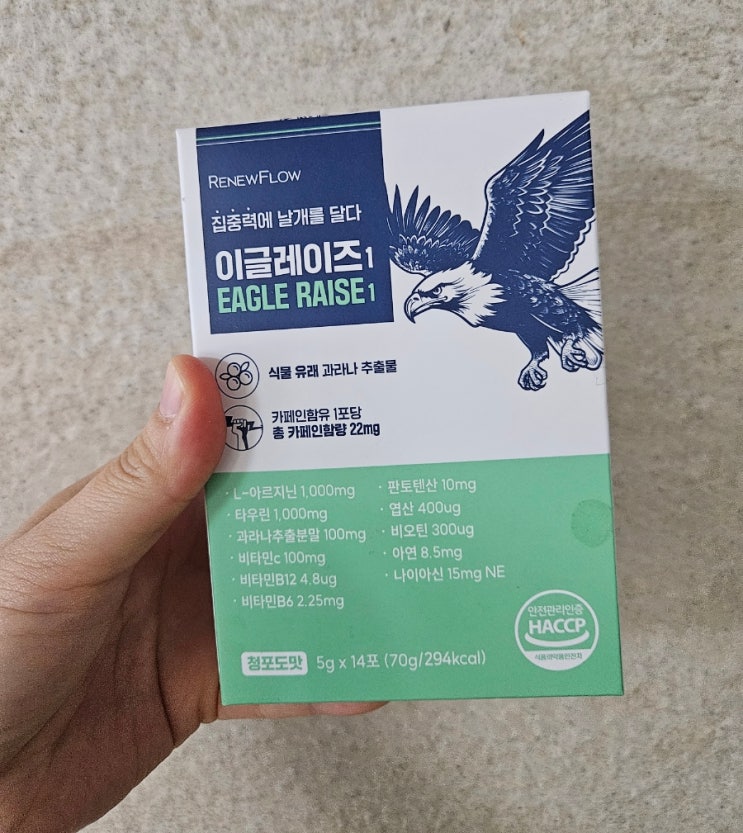 RENEWFLOW
집중력에 날개를 달다
이글레이즈1
EAGLE RAISE1
식물 유래 과라나 추출물
카페인함유 1포당
총 카페인함량 22mg
· L-아르지닌 1,000mg
· 타우린 1,000mg
· 과라나추출분말 100mg
· 비타민c 100mg
· 비타민B12 4.8ug
· 비타민B6 2.25mg
· 판토텐산 10mg
· 엽산 400ug
· 비오틴 300ug
· 아연 8.5mg
· 나이아신 15mg NE
안전관리인증
HACCP
식품의약품안전처
청포도맛 5g x 14포 (70g/294kcal)